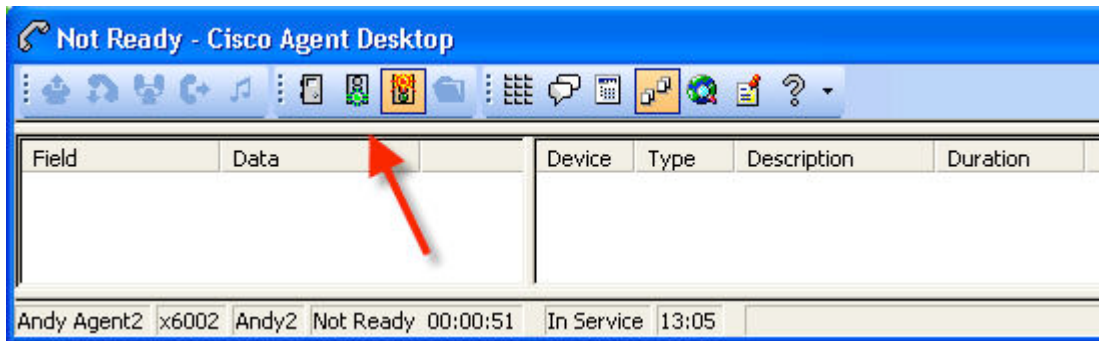 Not Ready - Cisco Agent Desktop
Field Data Device Type Description Duration
Andy Agent2 x6002 Andy2 Not Ready 00:00:51 In Service 13:05